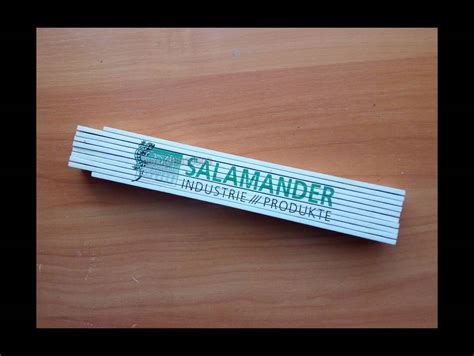 SALAMANDER
INDUSTRIE /// PRODUKTE